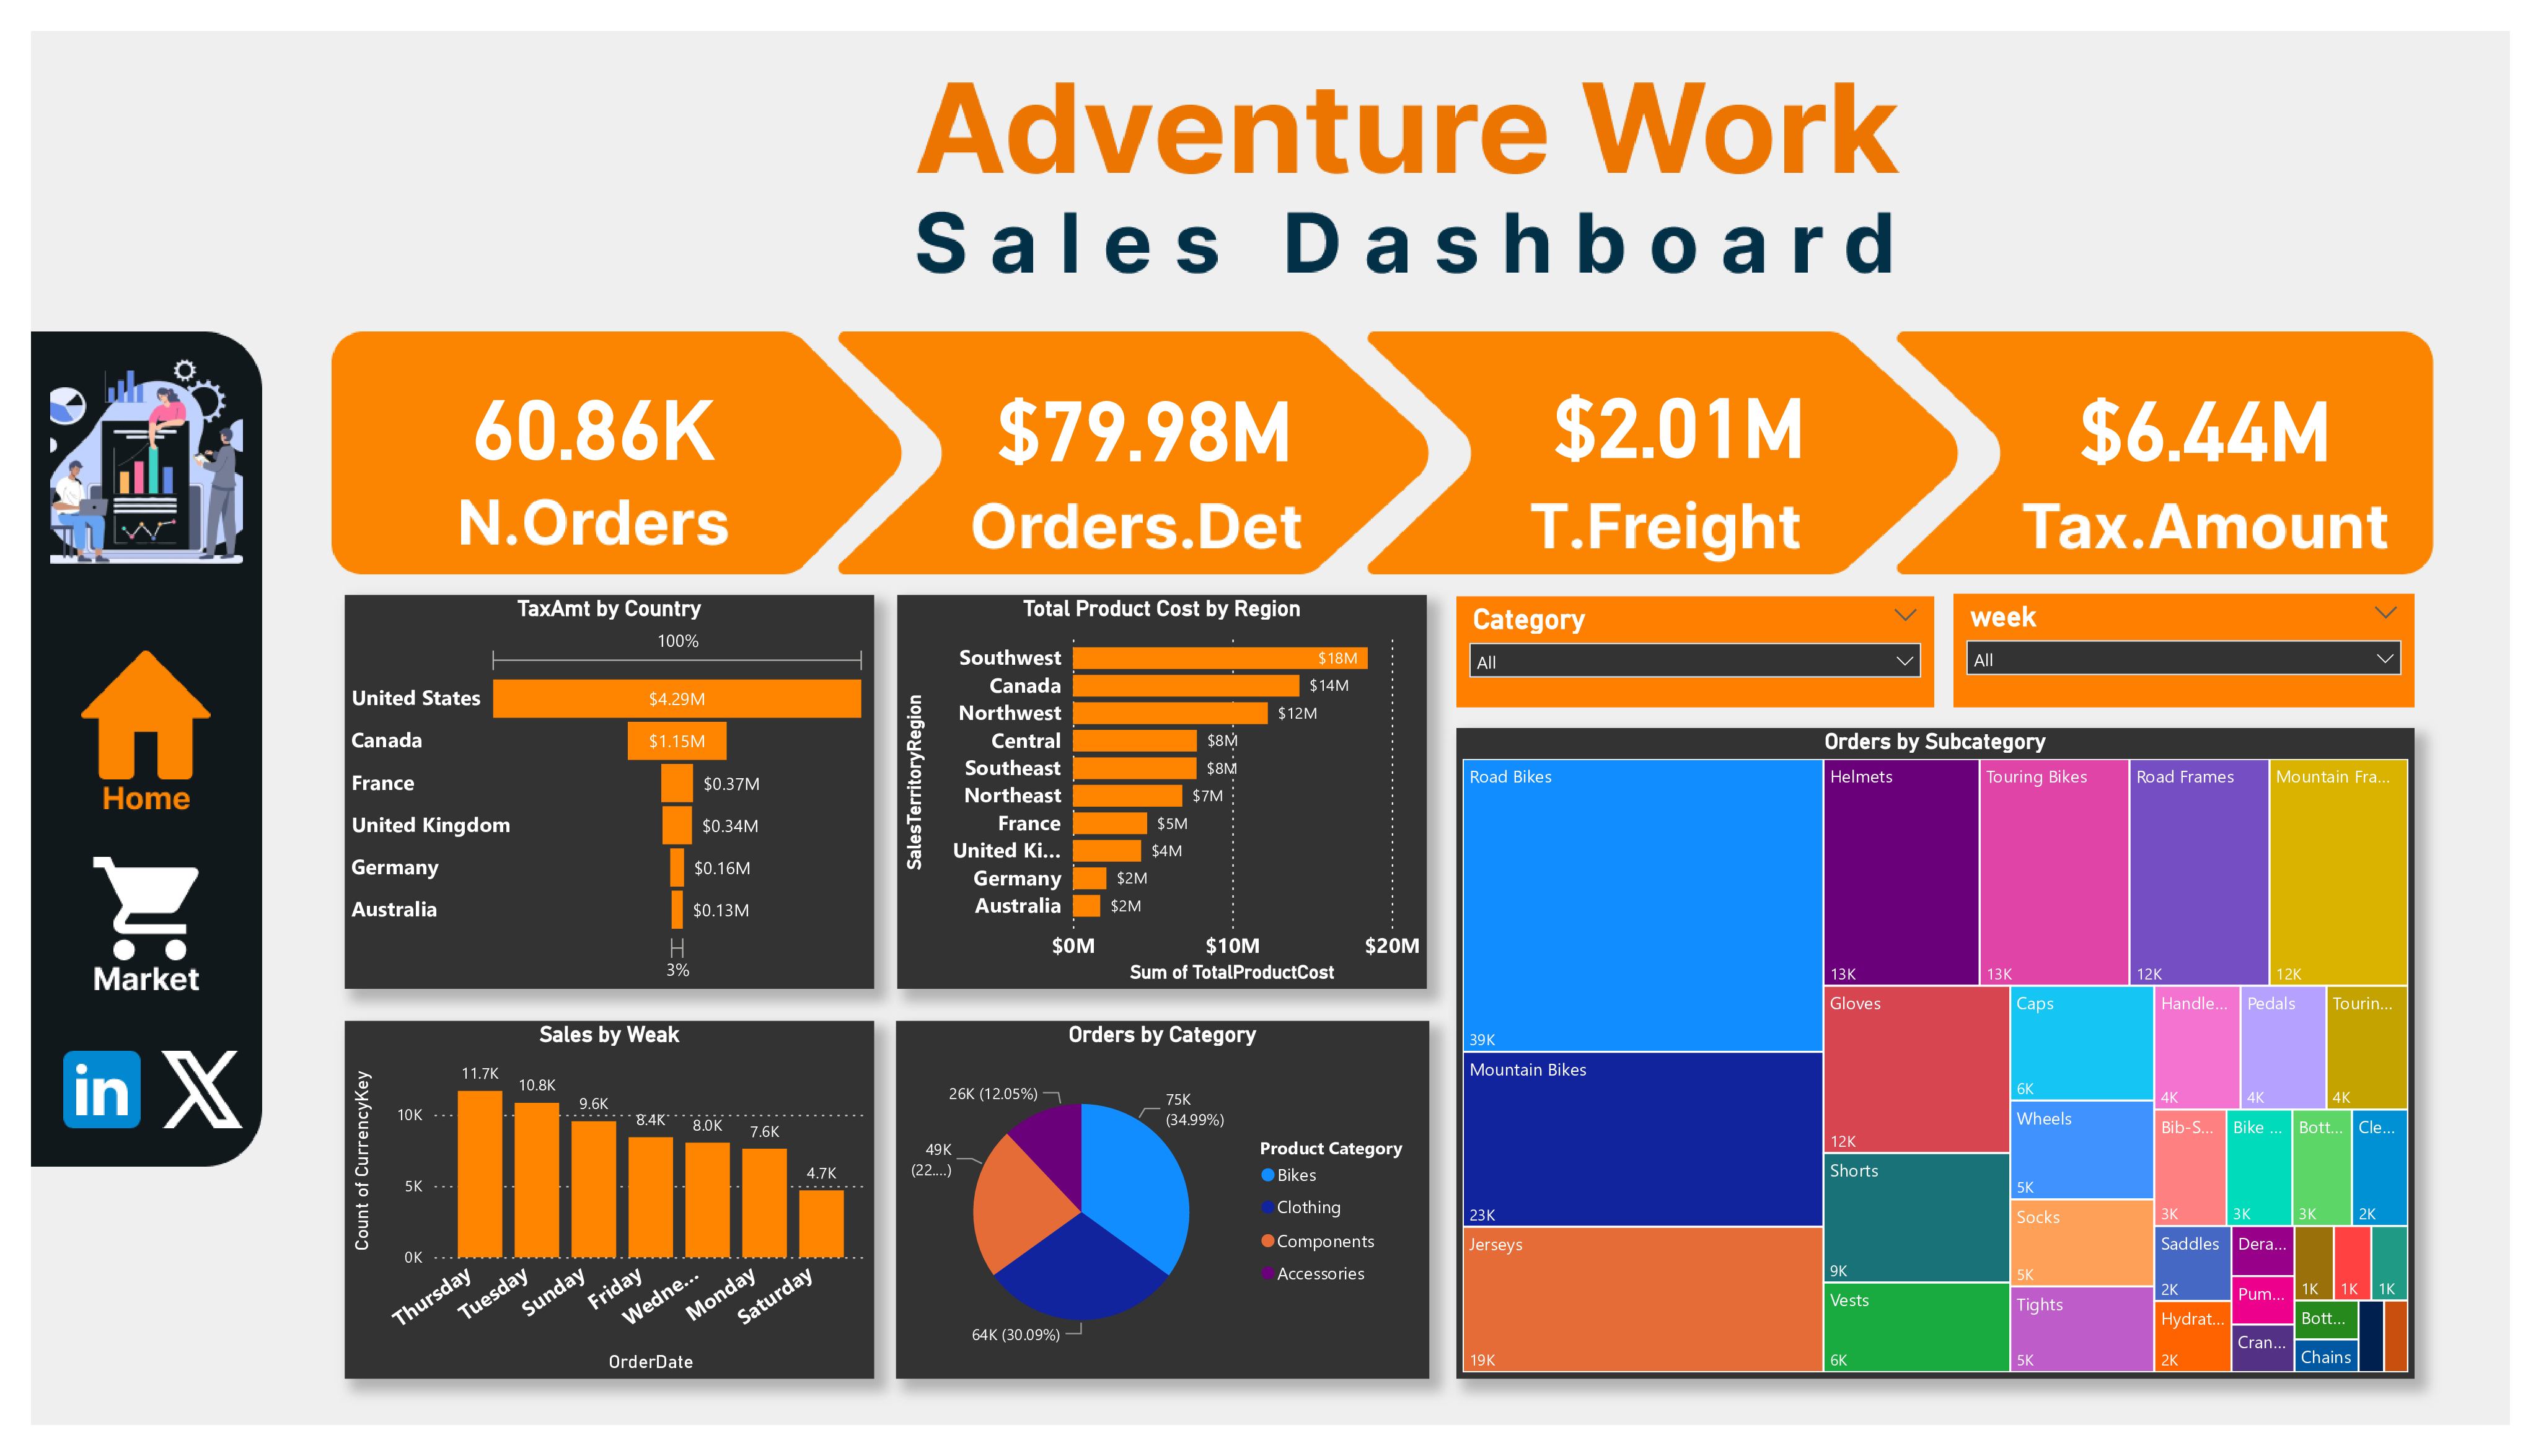 Adventure Work
Sales Dashboard
60.86K
N.Orders
$79.98M
Orders.Det
$2.01M
T.Freight
$6.44M
Tax.Amount
Home
Market
in
X
TaxAmt by Country
100%
United States $4.29M
Canada $1.15M
France $0.37M
United Kingdom $0.34M
Germany $0.16M
Australia $0.13M
3%
Total Product Cost by Region
SalesTerritoryRegion
Southwest $18M
Canada $14M
Northwest $12M
Central $8M
Southeast $8M
Northeast $7M
France $5M
United Ki... $4M
Germany $2M
Australia $2M
$0M $10M $20M
Sum of TotalProductCost
Category
All
week
All
Sales by Weak
Count of CurrencyKey
10K
5K
0K
11.7K
10.8K
9.6K
8.4K
8.0K
7.6K
4.7K
Thursday
Tuesday
Sunday
Friday
Wedne...
Monday
Saturday
OrderDate
Orders by Category
26K (12.05%)
75K
(34.99%)
49K
(22....)
64K (30.09%)
Product Category
Bikes
Clothing
Components
Accessories
Orders by Subcategory
Road Bikes
39K
Mountain Bikes
23K
Jerseys
19K
Helmets
13K
Touring Bikes
13K
Road Frames
12K
Mountain Fra...
12K
Gloves
12K
Shorts
9K
Vests
6K
Caps
6K
Wheels
5K
Socks
5K
Tights
5K
Handle...
4K
Pedals
4K
Tourin...
4K
Bib-S...
3K
Bike ...
3K
Bott...
3K
Cle...
2K
Saddles
2K
Hydrat...
2K
Dera...
Pum...
Cran...
1K
1K
1K
Bott...
Chains